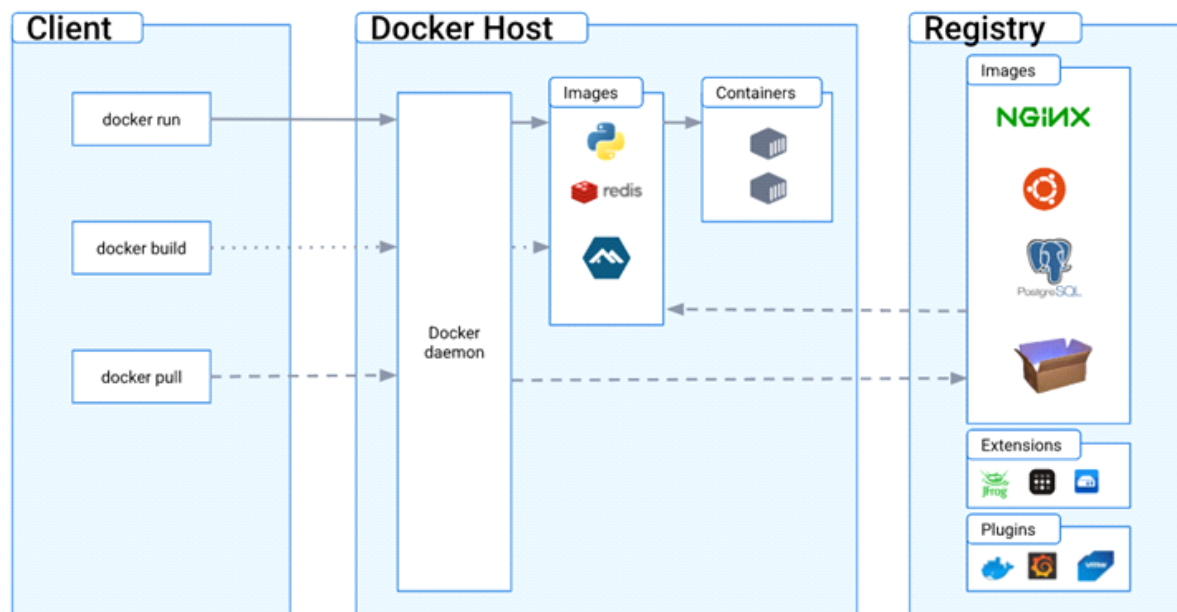 Client
Docker Host
Registry
docker run
docker build
docker pull
Docker
daemon
Images
redis
Containers
Images
NGiNX
PostgreSQL
Extensions
JFrog
Plugins